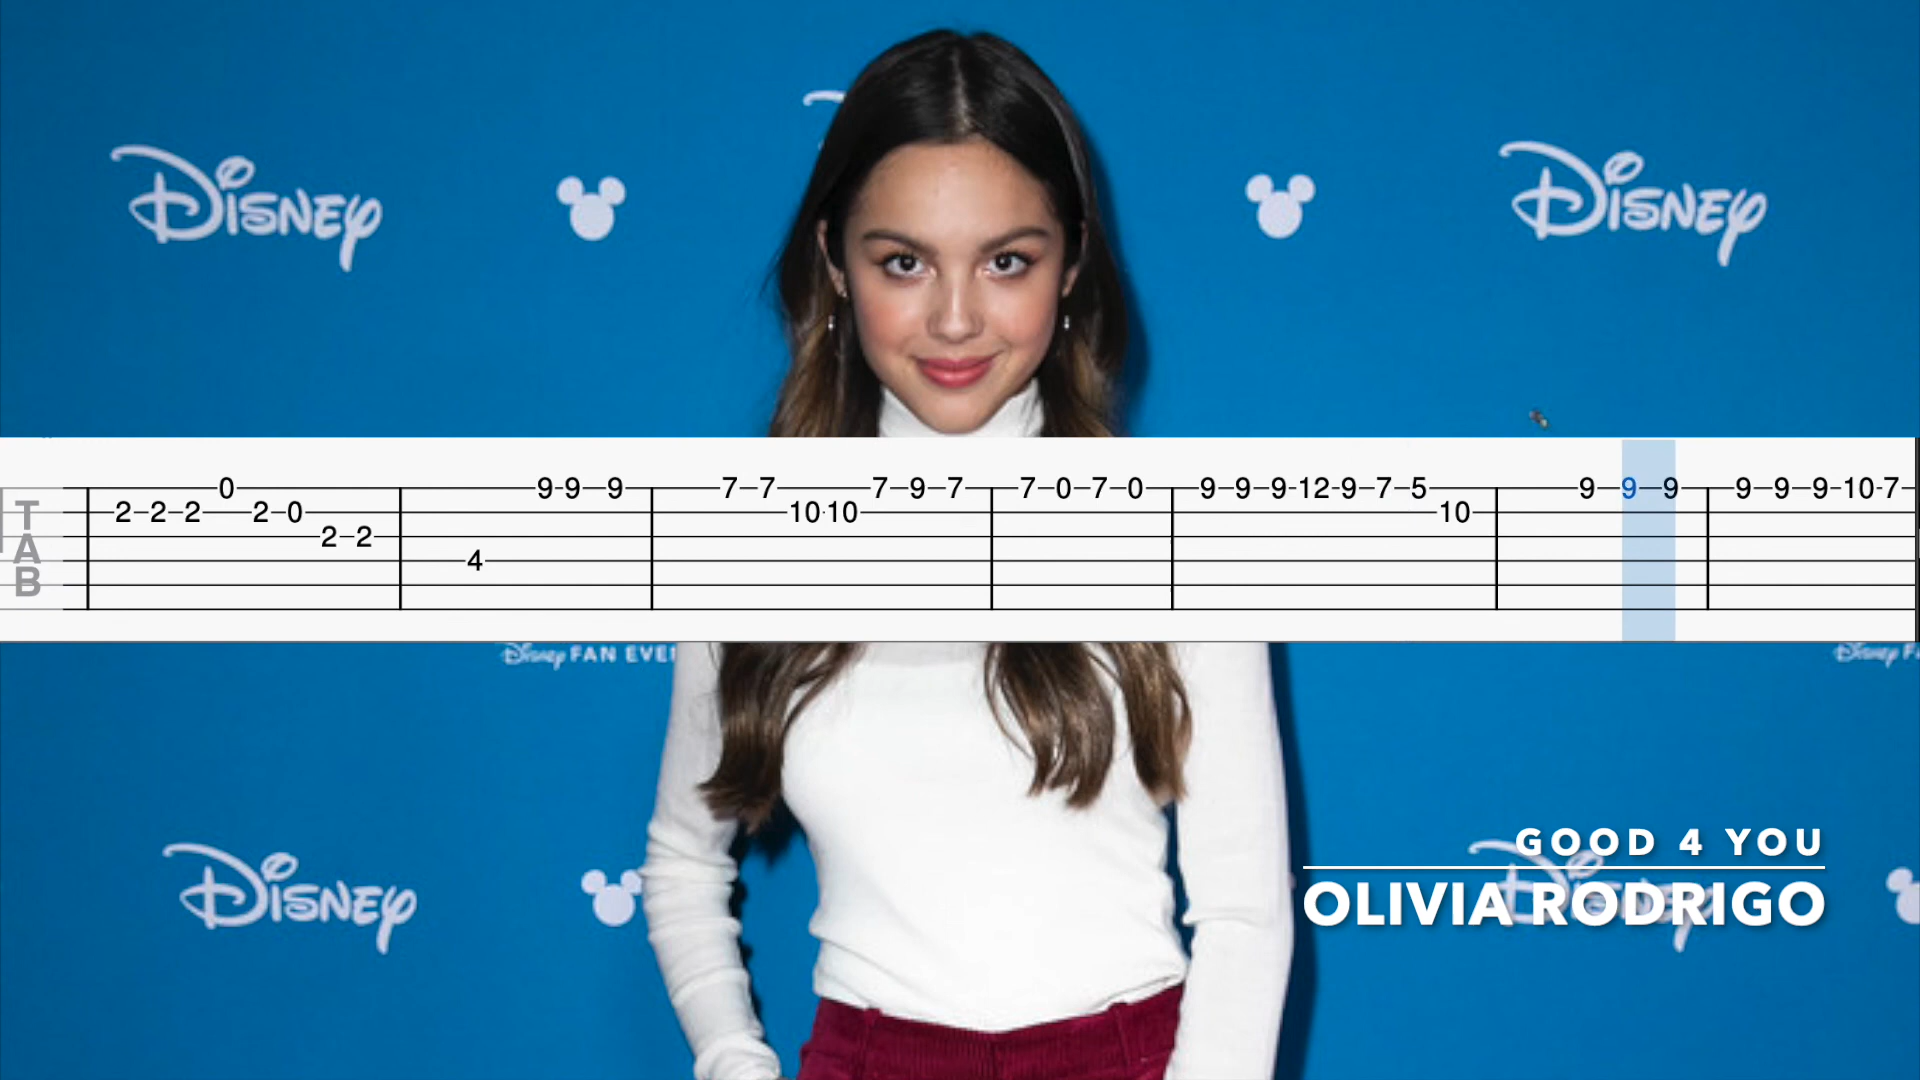 Disney
Disney
0
9-9-9
7-7
7-9-7
7-0-7-0
9-9-9-12-9-7-5
9-9-9
9-9-9-10-7
T
2-2-2
2-0
10-10
10
A
2-2
4
B
Disney FAN EVE
Disney F
GOOD 4 YOU
OLIVIA RODRIGO
Disney
Disney